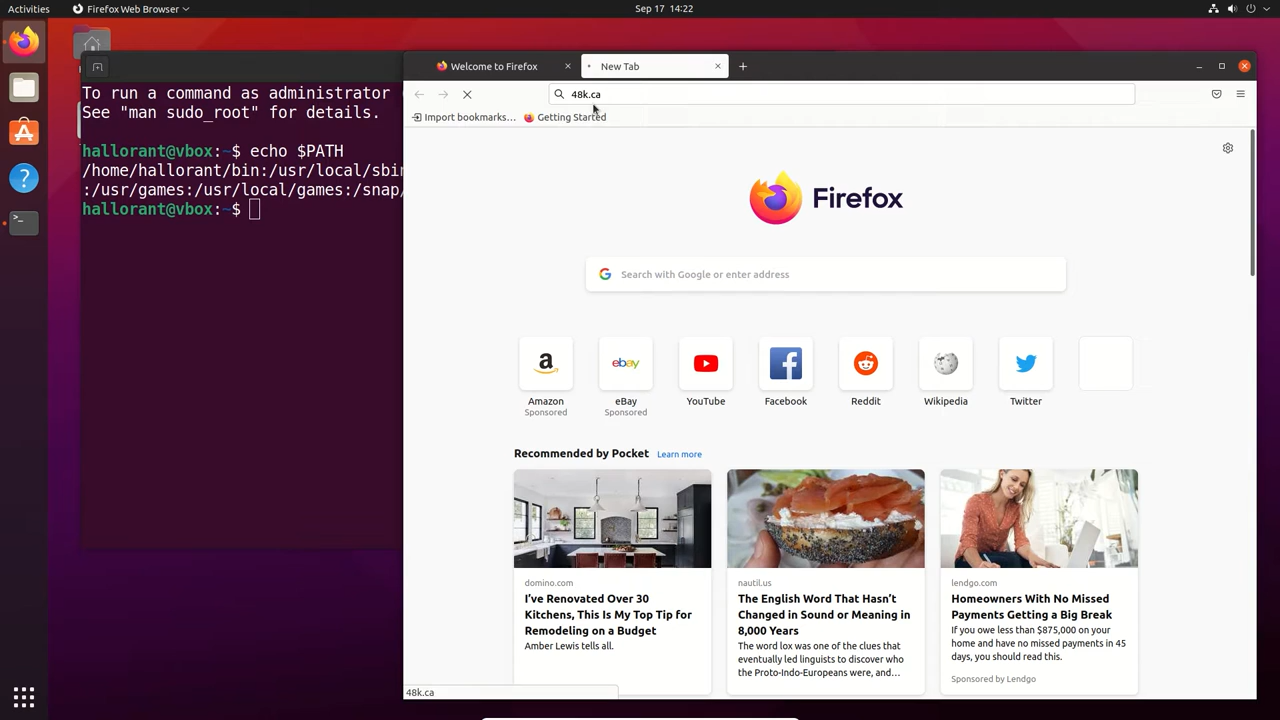 Activities
Firefox Web Browser
Sep 17 14:22
Welcome to Firefox
New Tab
To run a command as administrator
See "man sudo_root" for details.
hallorant@vbox:~$ echo $PATH
/home/hallorant/bin:/usr/local/sbin
:/usr/games:/usr/local/games:/snap/
hallorant@vbox:~$
48k.ca
Import bookmarks...
Getting Started
Firefox
Search with Google or enter address
Amazon
Sponsored
eBay
Sponsored
YouTube
Facebook
Reddit
Wikipedia
Twitter
Recommended by Pocket Learn more
domino.com
I've Renovated Over 30
Kitchens, This Is My Top Tip for
Remodeling on a Budget
Amber Lewis tells all.
nautil.us
The English Word That Hasn't
Changed in Sound or Meaning in
8,000 Years
The word lox was one of the clues that
eventually led linguists to discover who
the Proto-Indo-Europeans were, and...
lendgo.com
Homeowners With No Missed
Payments Getting a Big Break
If you owe less than $875,000 on your
home and have no missed payments in 45
days, you should read this.
Sponsored by Lendgo
48k.ca